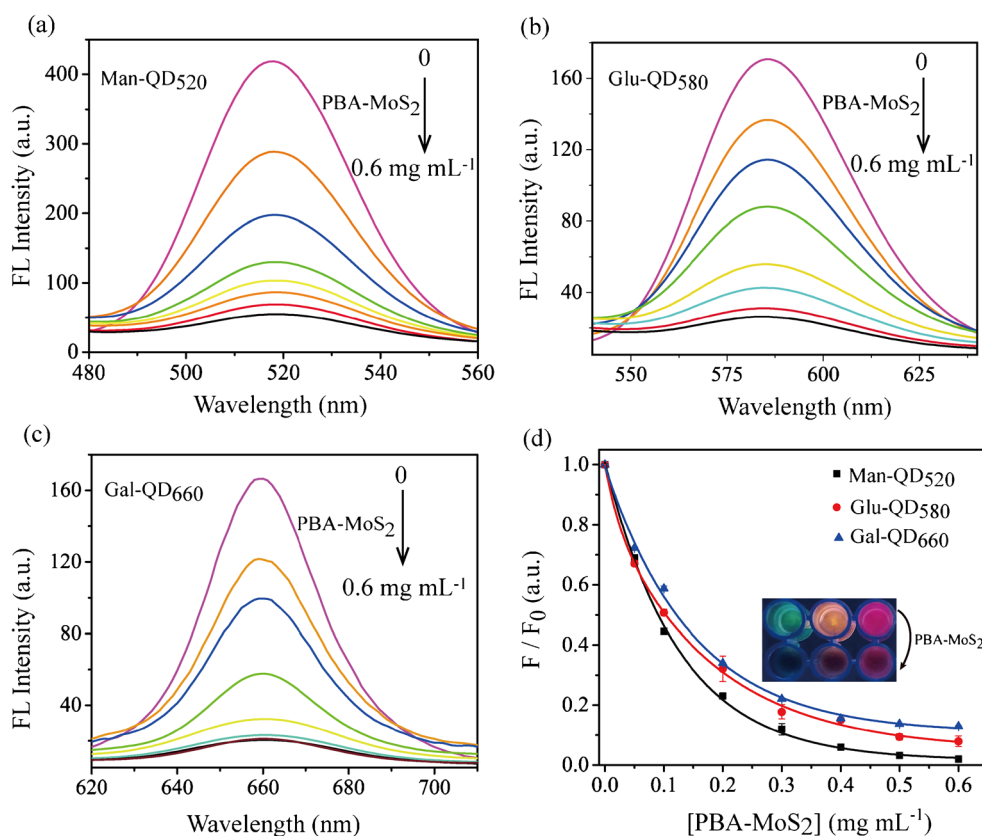 (a)
Man-QD520
0
PBA-MoS2
0.6 mg mL-1
FL Intensity (a.u.)
400
300
200
100
0
480 500 520 540 560
Wavelength (nm)
(b)
Glu-QD580
0
PBA-MoS2
0.6 mg mL-1
FL Intensity (a.u.)
160
120
80
40
550 575 600 625
Wavelength (nm)
(c)
Gal-QD660
0
PBA-MoS2
0.6 mg mL-1
FL Intensity (a.u.)
160
120
80
40
620 640 660 680 700
Wavelength (nm)
(d)
Man-QD520
Glu-QD580
Gal-QD660
PBA-MoS2
F / F0 (a.u.)
1.0
0.8
0.6
0.4
0.2
0.0
0.0 0.1 0.2 0.3 0.4 0.5 0.6
[PBA-MoS2] (mg mL-1)